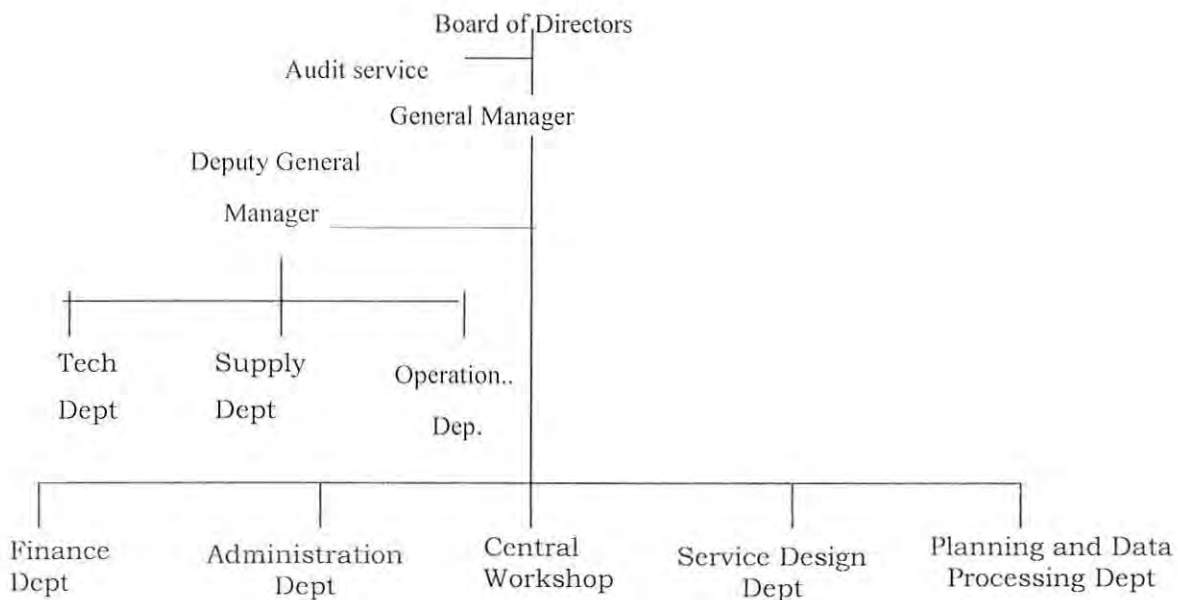 Board of Directors
Audit service
General Manager
Deputy General
Manager
Tech
Dept
Supply
Dept
Operation..
Dep.
Finance
Dept
Administration
Dept
Central
Workshop
Service Design
Dept
Planning and Data
Processing Dept